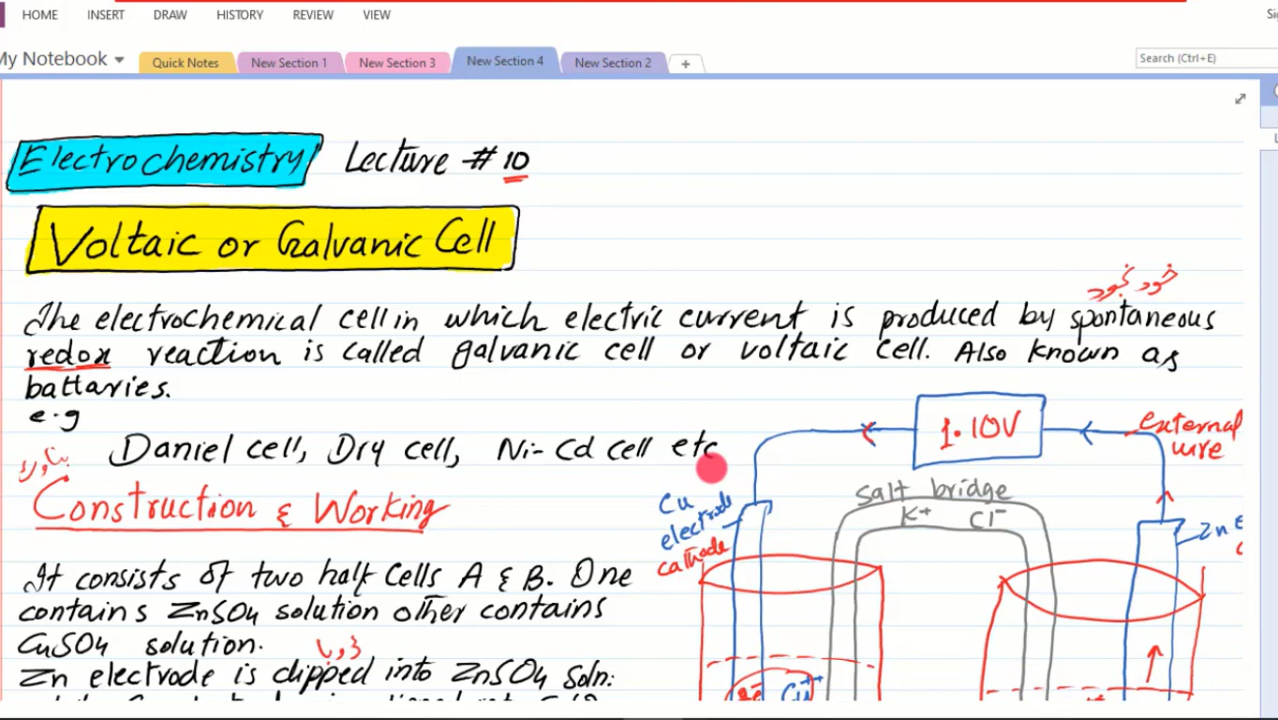 HOME INSERT DRAW HISTORY REVIEW VIEW
My Notebook Quick Notes New Section 1 New Section 3 New Section 4 New Section 2 +
Search (Ctrl+E)
Electrochemistry Lecture # 10
Voltaic or Galvanic Cell
خود بخود
The electrochemical cell in which electric current is produced by spontaneous
redox reaction is called galvanic cell or voltaic cell. Also known as
battaries.
e.g
Daniel cell, Dry cell, Ni-Cd cell etc
بناوٹ
Construction & Working
It consists of two half cells A & B. One
contains ZnSO4 solution other contains
CuSO4 solution.
Zn electrode is dipped into ZnSO4 Soln:
1.10V
external
wire
Salt bridge
K+ Cl-
Cu
electrode
cathode
Zn
Cu++